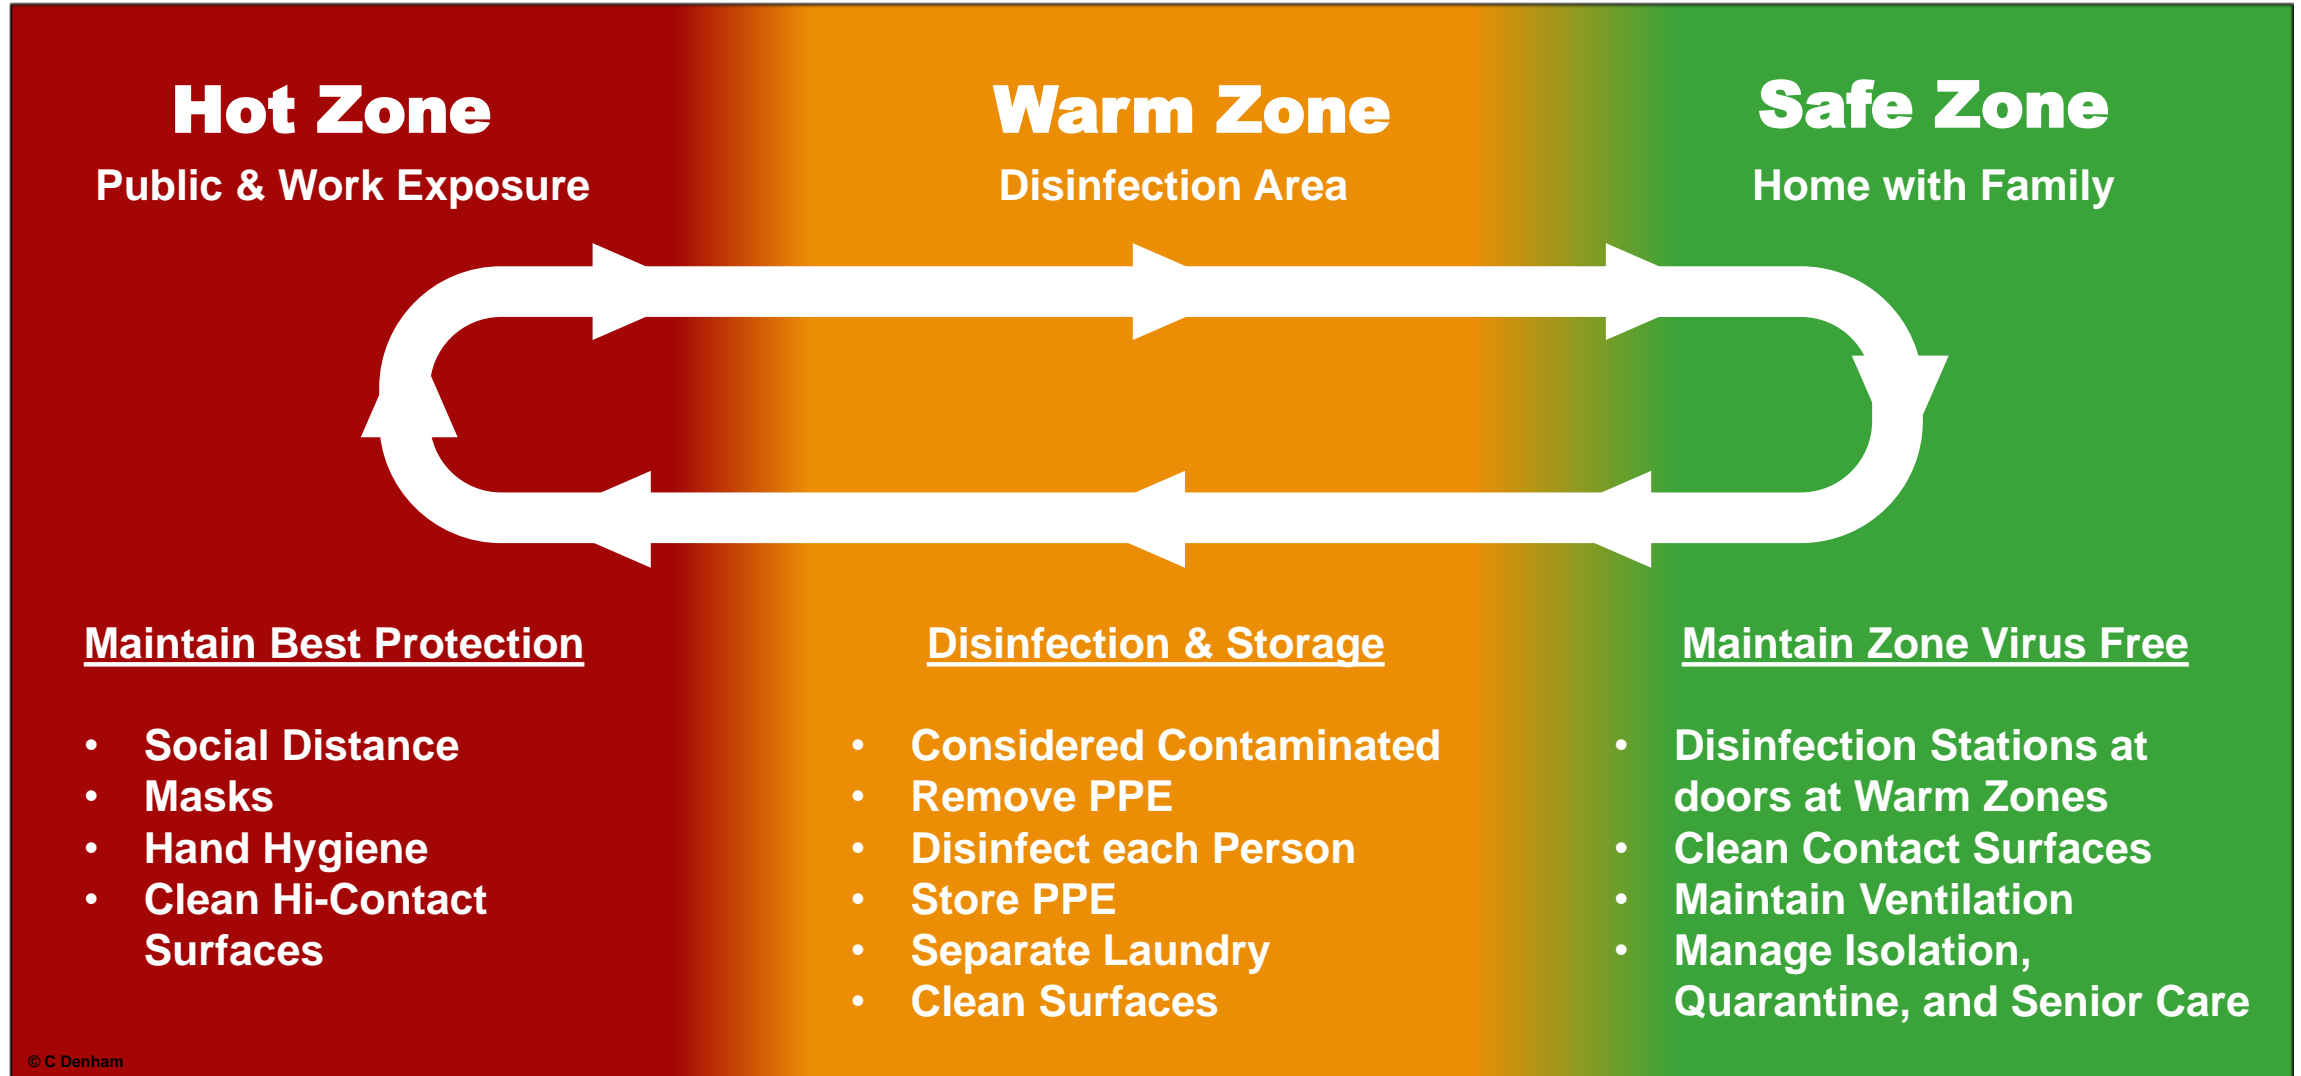 Hot Zone
Public & Work Exposure
Warm Zone
Disinfection Area
Safe Zone
Home with Family
Maintain Best Protection
• Social Distance
• Masks
• Hand Hygiene
• Clean Hi-Contact
Surfaces
Disinfection & Storage
• Considered Contaminated
• Remove PPE
• Disinfect each Person
• Store PPE
• Separate Laundry
• Clean Surfaces
Maintain Zone Virus Free
• Disinfection Stations at
doors at Warm Zones
• Clean Contact Surfaces
• Maintain Ventilation
• Manage Isolation,
Quarantine, and Senior Care
© C Denham